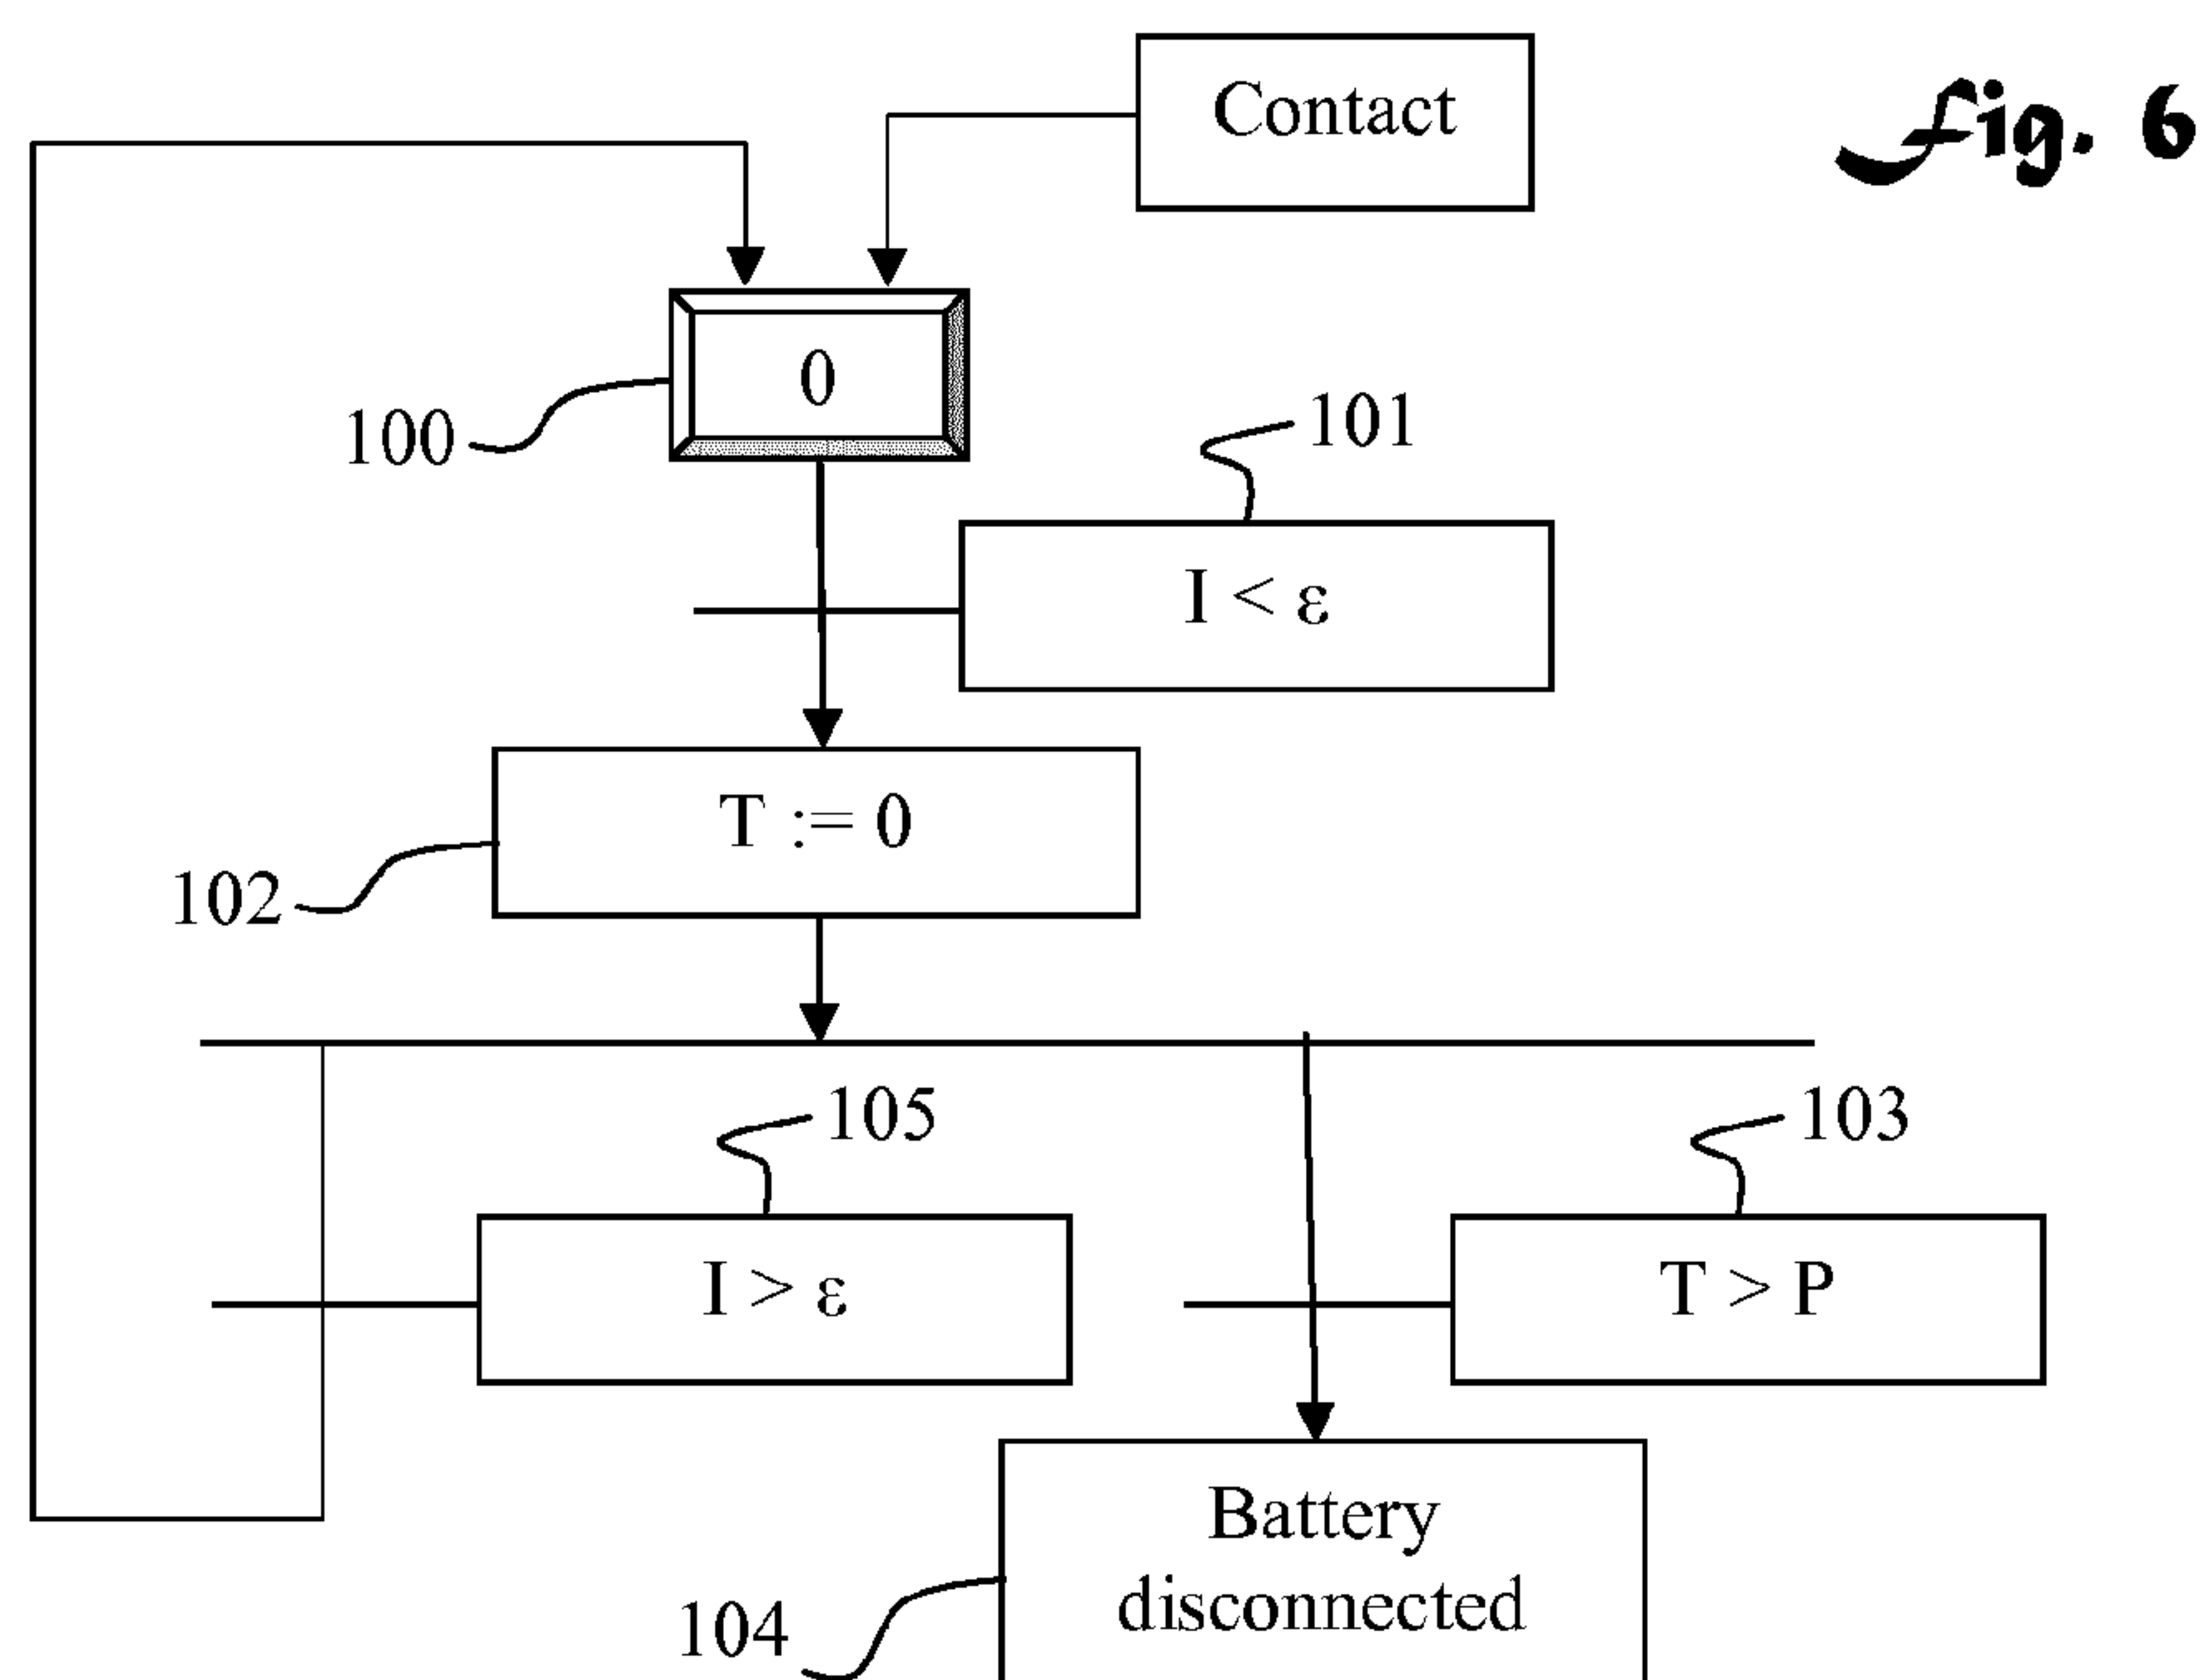 Contact
Fig. 6
0
100
101
I < ε
T := 0
102
105
103
I > ε
T > P
Battery
disconnected
104